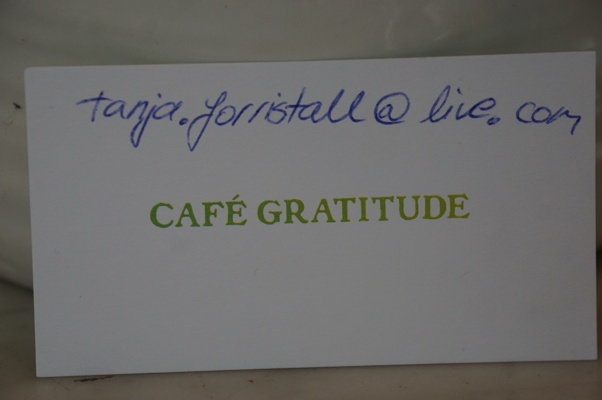 tanja.forristall@live.com
CAFÉ GRATITUDE